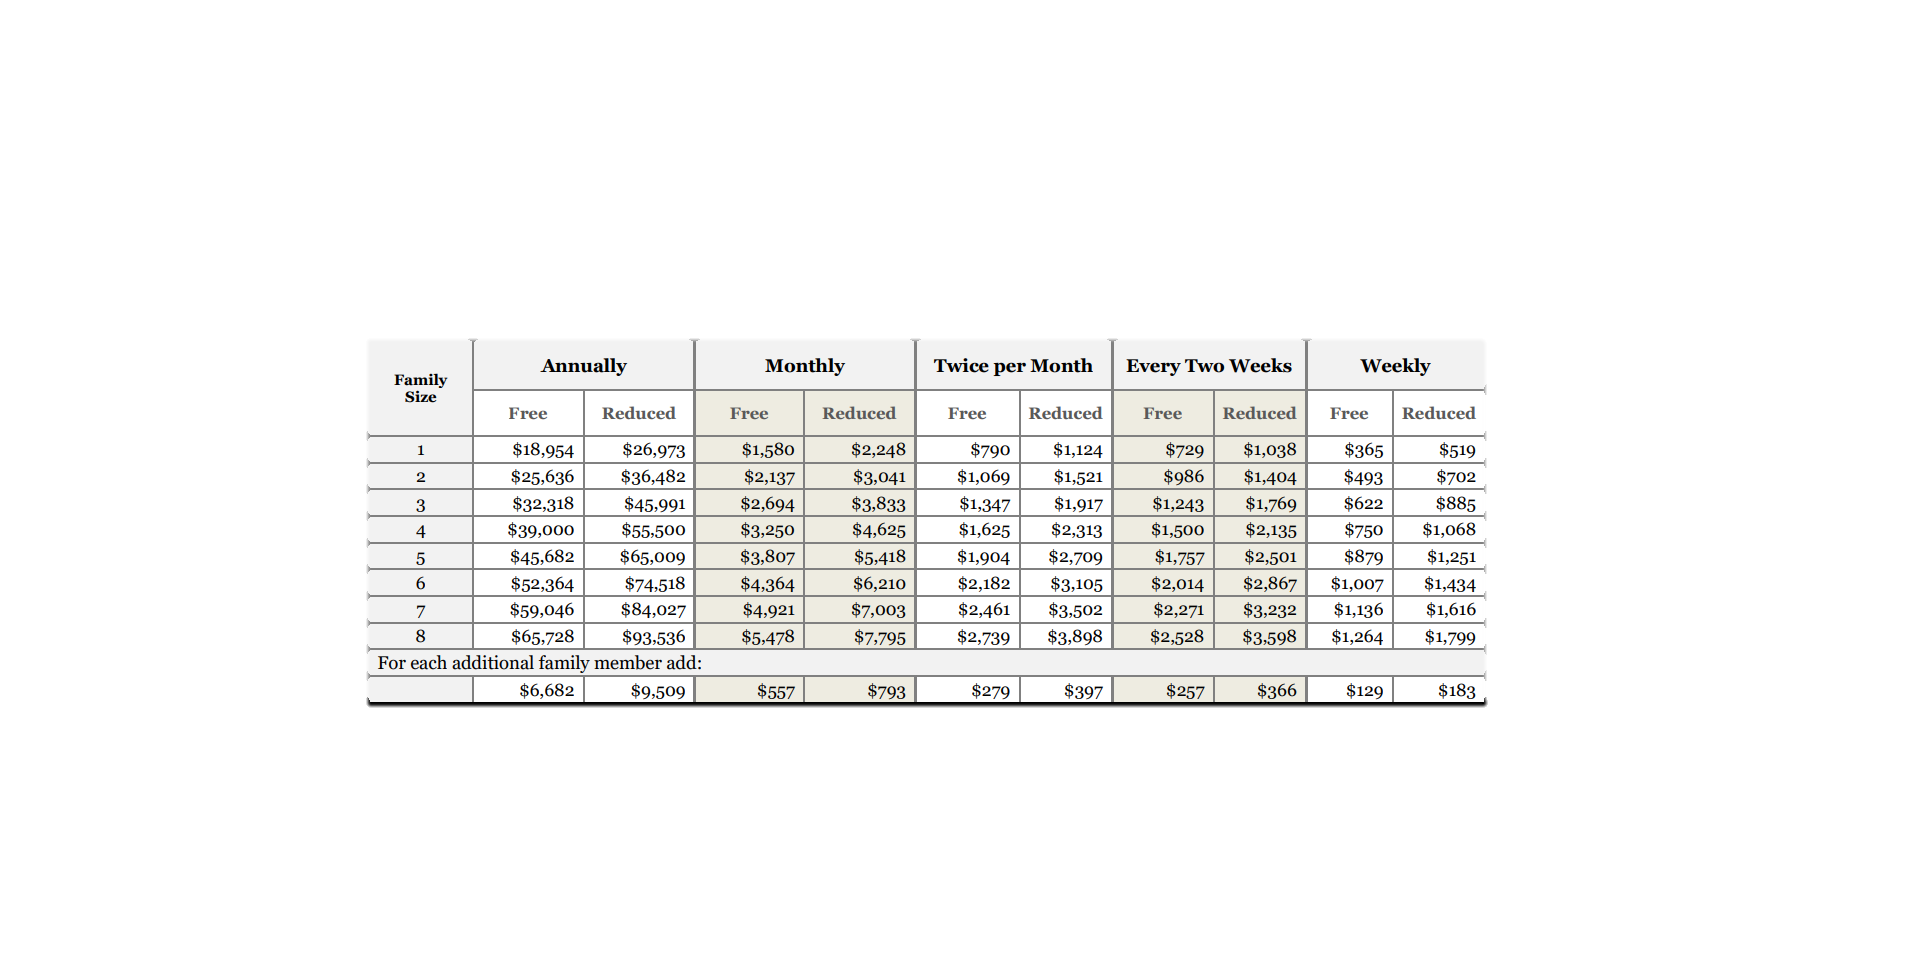 Family Size Annually Monthly Twice per Month Every Two Weeks Weekly
Free Reduced Free Reduced Free Reduced Free Reduced Free Reduced
1 $18,954 $26,973 $1,580 $2,248 $790 $1,124 $729 $1,038 $365 $519
2 $25,636 $36,482 $2,137 $3,041 $1,069 $1,521 $986 $1,404 $493 $702
3 $32,318 $45,991 $2,694 $3,833 $1,347 $1,917 $1,243 $1,769 $622 $885
4 $39,000 $55,500 $3,250 $4,625 $1,625 $2,313 $1,500 $2,135 $750 $1,068
5 $45,682 $65,009 $3,807 $5,418 $1,904 $2,709 $1,757 $2,501 $879 $1,251
6 $52,364 $74,518 $4,364 $6,210 $2,182 $3,105 $2,014 $2,867 $1,007 $1,434
7 $59,046 $84,027 $4,921 $7,003 $2,461 $3,502 $2,271 $3,232 $1,136 $1,616
8 $65,728 $93,536 $5,478 $7,795 $2,739 $3,898 $2,528 $3,598 $1,264 $1,799
For each additional family member add:
$6,682 $9,509 $557 $793 $279 $397 $257 $366 $129 $183